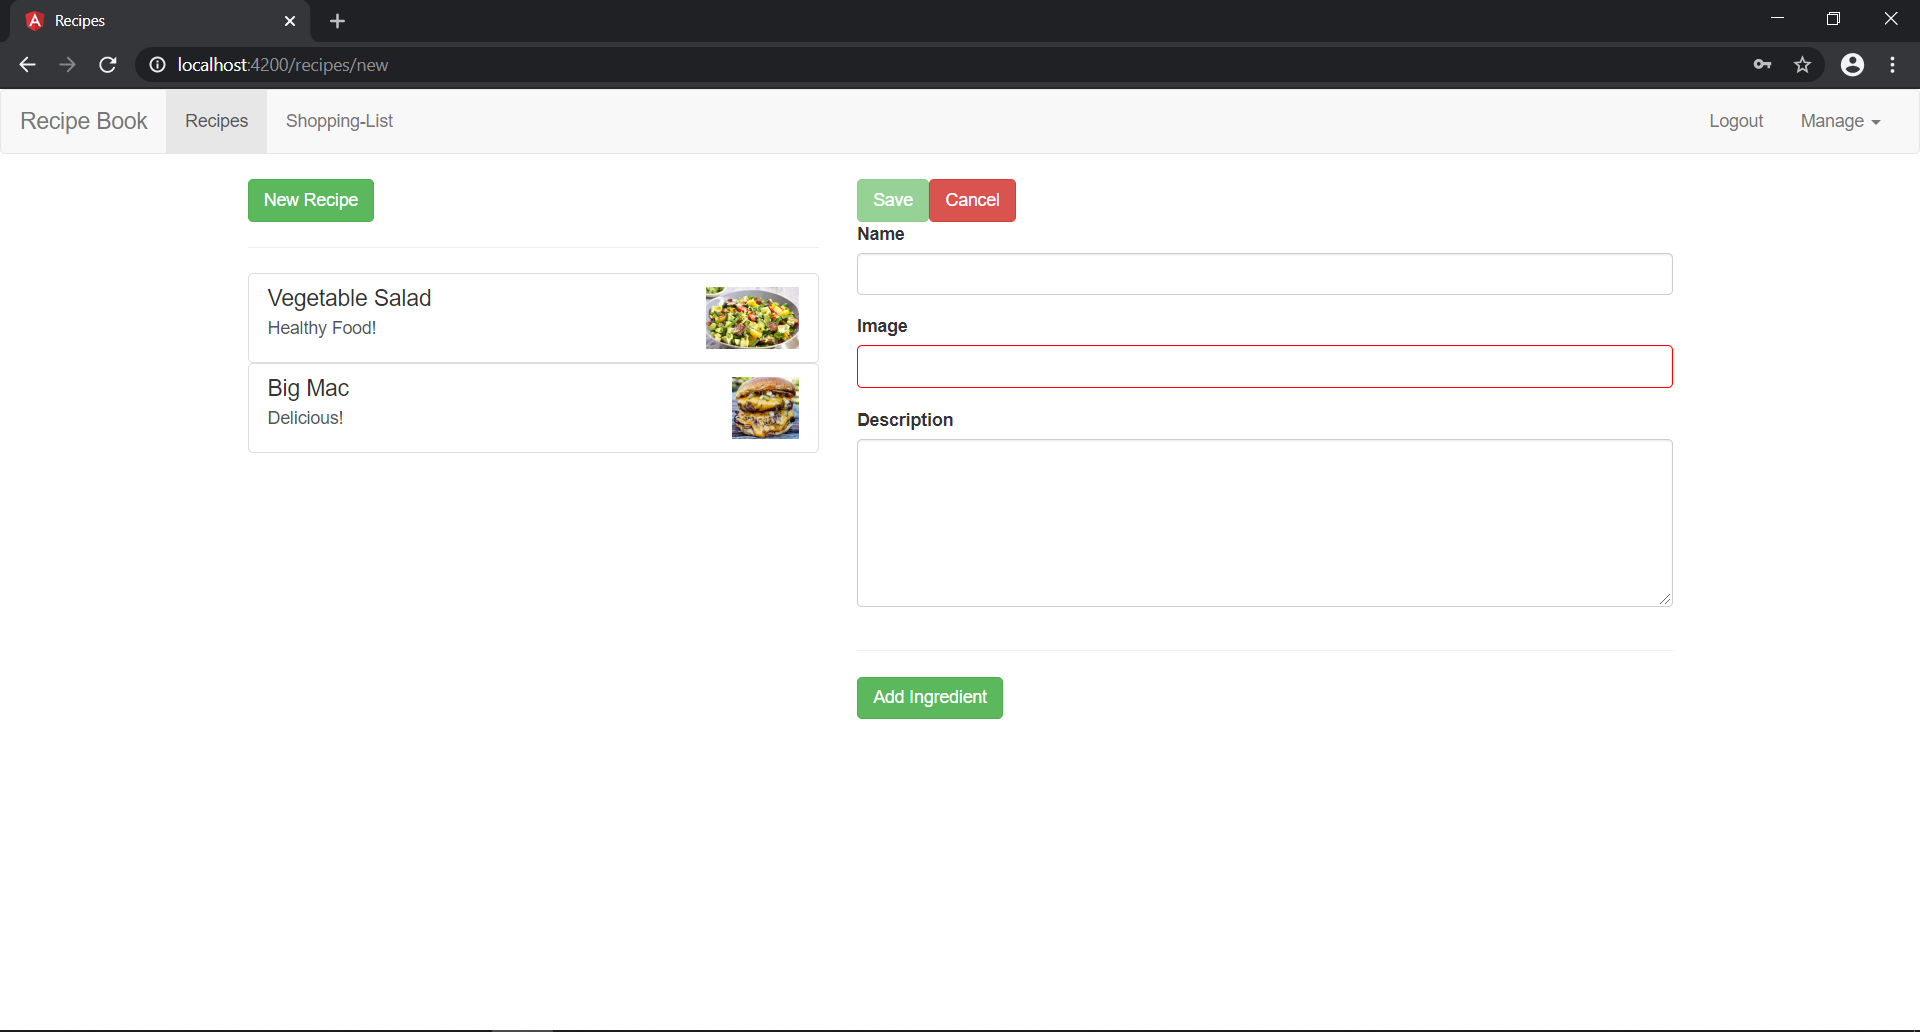 Recipes
localhost:4200/recipes/new
Recipe Book Recipes Shopping-List Logout Manage
New Recipe
Vegetable Salad
Healthy Food!
Big Mac
Delicious!
Save Cancel
Name
Image
Description
Add Ingredient